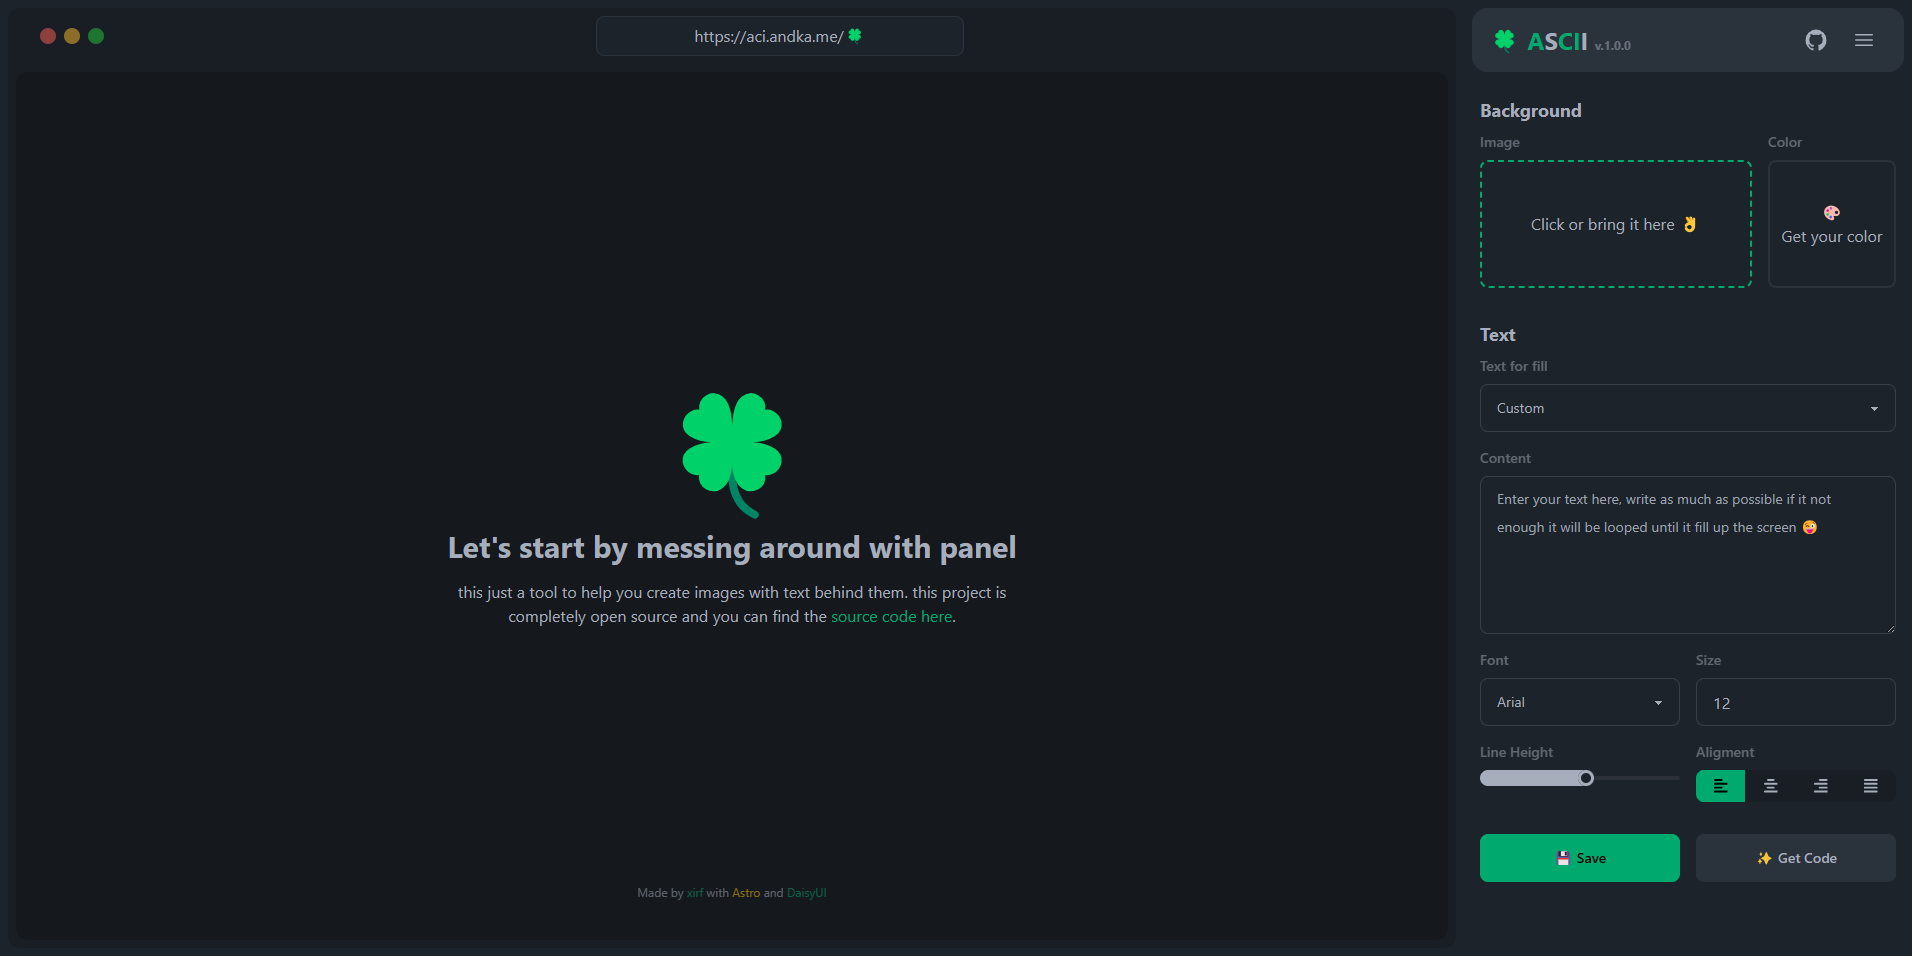 https://aci.andka.me/🍀
ASCII v.1.0.0
Let's start by messing around with panel
this just a tool to help you create images with text behind them. this project is
completely open source and you can find the source code here.
Made by xirf with Astro and DaisyUI
Background
Image
Color
Click or bring it here 👌
🎨
Get your color
Text
Text for fill
Custom
Content
Enter your text here, write as much as possible if it not
enough it will be looped until it fill up the screen 😜
Font
Size
Arial
12
Line Height
Aligment
💾 Save
✨ Get Code